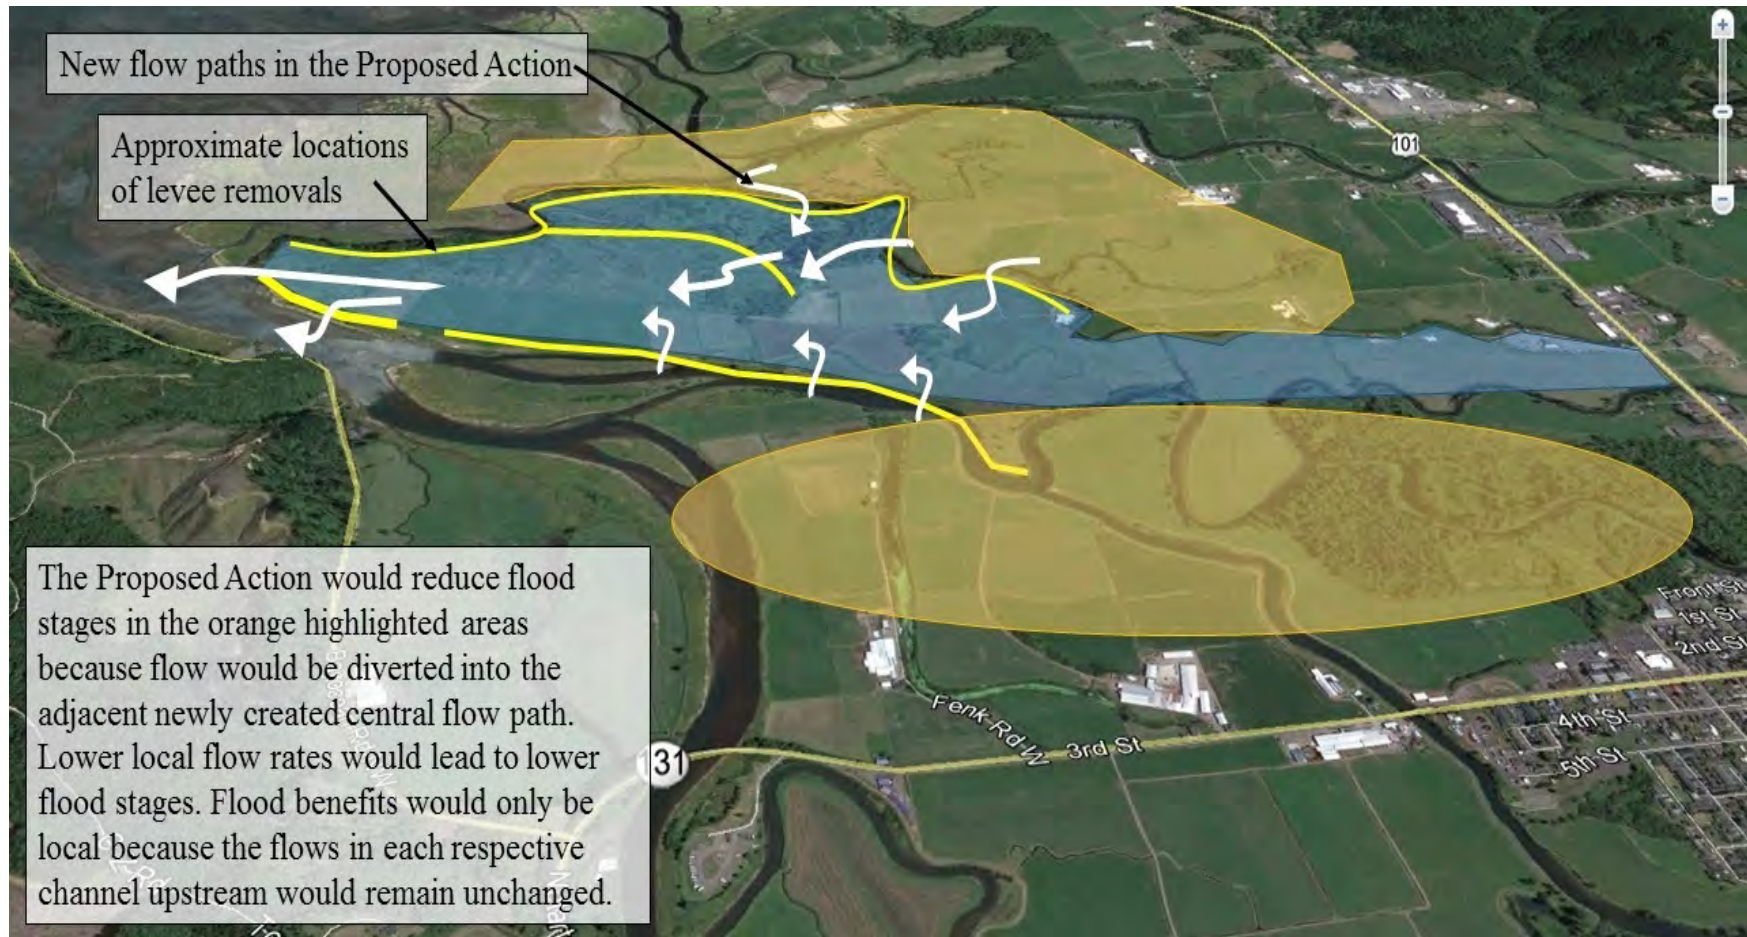 New flow paths in the Proposed Action
Approximate locations
of levee removals
101
The Proposed Action would reduce flood
stages in the orange highlighted areas
because flow would be diverted into the
adjacent newly created central flow path.
Lower local flow rates would lead to lower
flood stages. Flood benefits would only be
local because the flows in each respective
channel upstream would remain unchanged.
Front St
1st St
2nd St
Fenk Rd W
3rd St
4th St
5th St
131